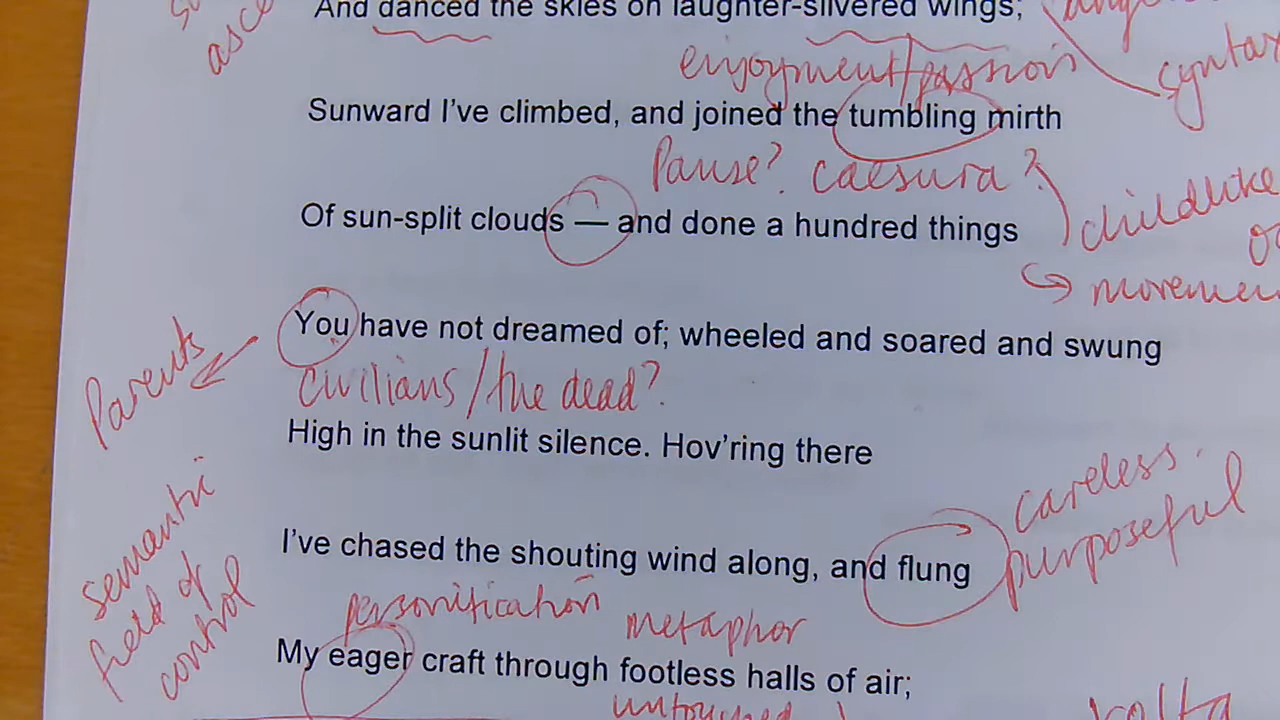 And danced the skies on laughter-silvered wings;
enjoyment/passion
syntax
Sunward I've climbed, and joined the tumbling mirth
Pause? caesura?
childlike
Of sun-split clouds — and done a hundred things
Parents
You have not dreamed of; wheeled and soared and swung
civilians/the dead?
High in the sunlit silence. Hov'ring there
careless.
purposeful
semantic
field of
control
I've chased the shouting wind along, and flung
personification metaphor
My eager craft through footless halls of air;
untouched
volta